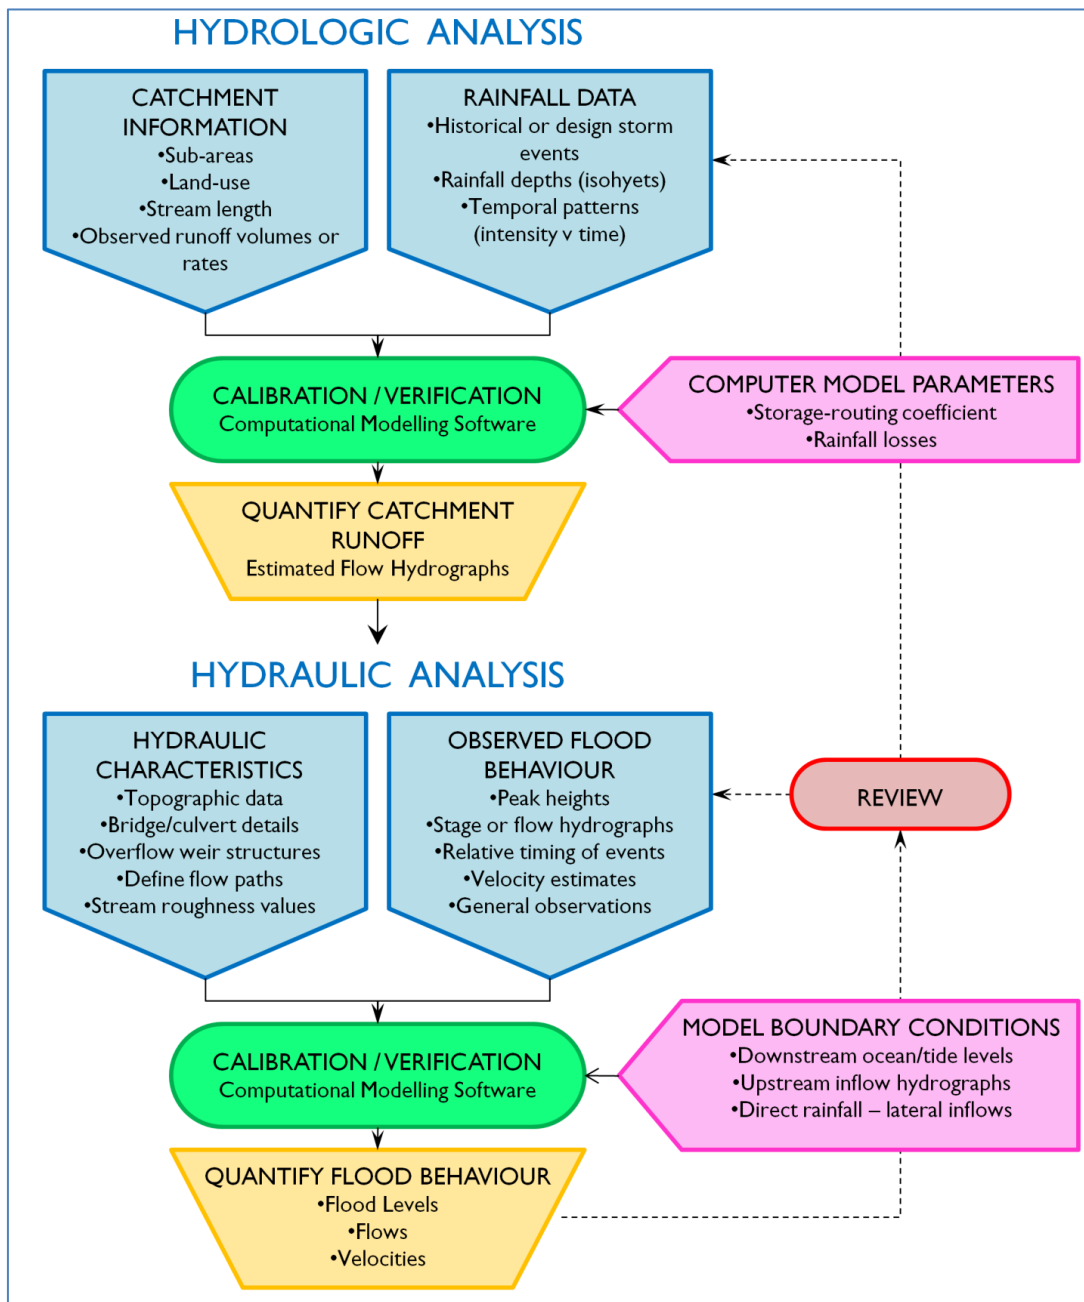 HYDROLOGIC ANALYSIS
CATCHMENT
INFORMATION
•Sub-areas
•Land-use
•Stream length
•Observed runoff volumes or
rates
RAINFALL DATA
•Historical or design storm
events
•Rainfall depths (isohyets)
•Temporal patterns
(intensity v time)
CALIBRATION / VERIFICATION
Computational Modelling Software
COMPUTER MODEL PARAMETERS
•Storage-routing coefficient
•Rainfall losses
QUANTIFY CATCHMENT
RUNOFF
Estimated Flow Hydrographs
HYDRAULIC ANALYSIS
HYDRAULIC
CHARACTERISTICS
•Topographic data
•Bridge/culvert details
•Overflow weir structures
•Define flow paths
•Stream roughness values
OBSERVED FLOOD
BEHAVIOUR
•Peak heights
•Stage or flow hydrographs
•Relative timing of events
•Velocity estimates
•General observations
REVIEW
CALIBRATION / VERIFICATION
Computational Modelling Software
MODEL BOUNDARY CONDITIONS
•Downstream ocean/tide levels
•Upstream inflow hydrographs
•Direct rainfall – lateral inflows
QUANTIFY FLOOD BEHAVIOUR
•Flood Levels
•Flows
•Velocities